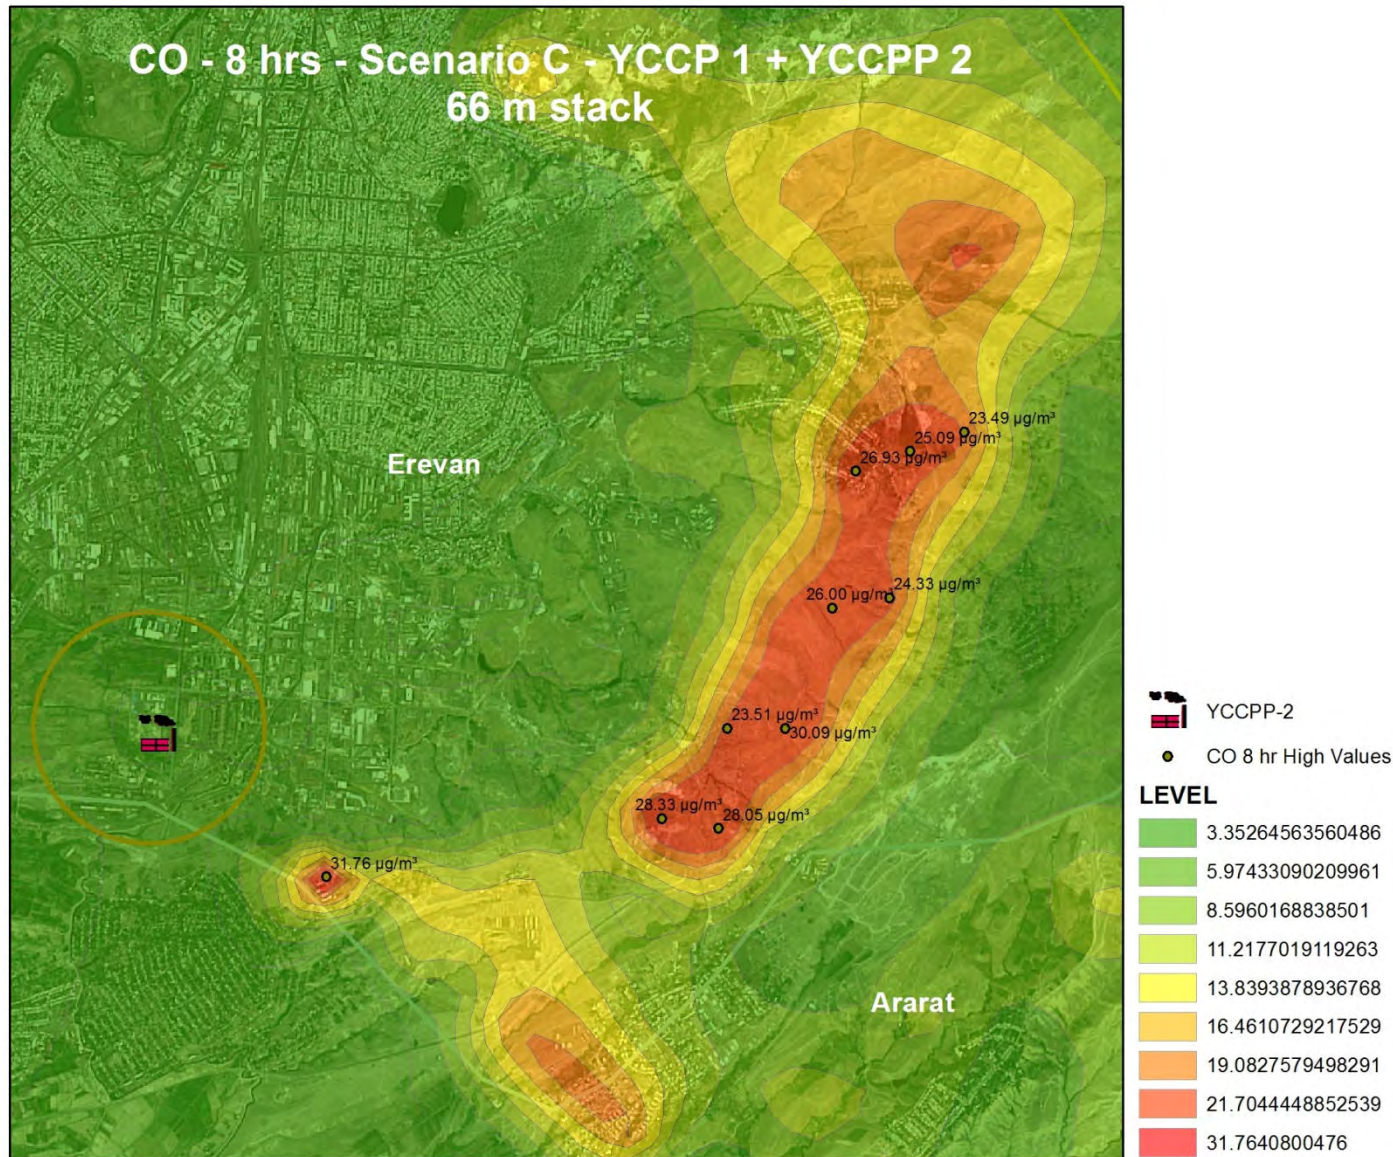 CO - 8 hrs - Scenario C - YCCP 1 + YCCPP 2
66 m stack
23.49 µg/m³
25.09 µg/m³
26.93 µg/m³
Erevan
24.33 µg/m³
26.00 µg/m³
23.51 µg/m³
30.09 µg/m³
28.33 µg/m³
28.05 µg/m³
31.76 µg/m³
Ararat
YCCPP-2
CO 8 hr High Values
LEVEL
3.35264563560486
5.97433090209961
8.5960168838501
11.2177019119263
13.8393878936768
16.4610729217529
19.0827579498291
21.7044448852539
31.7640800476